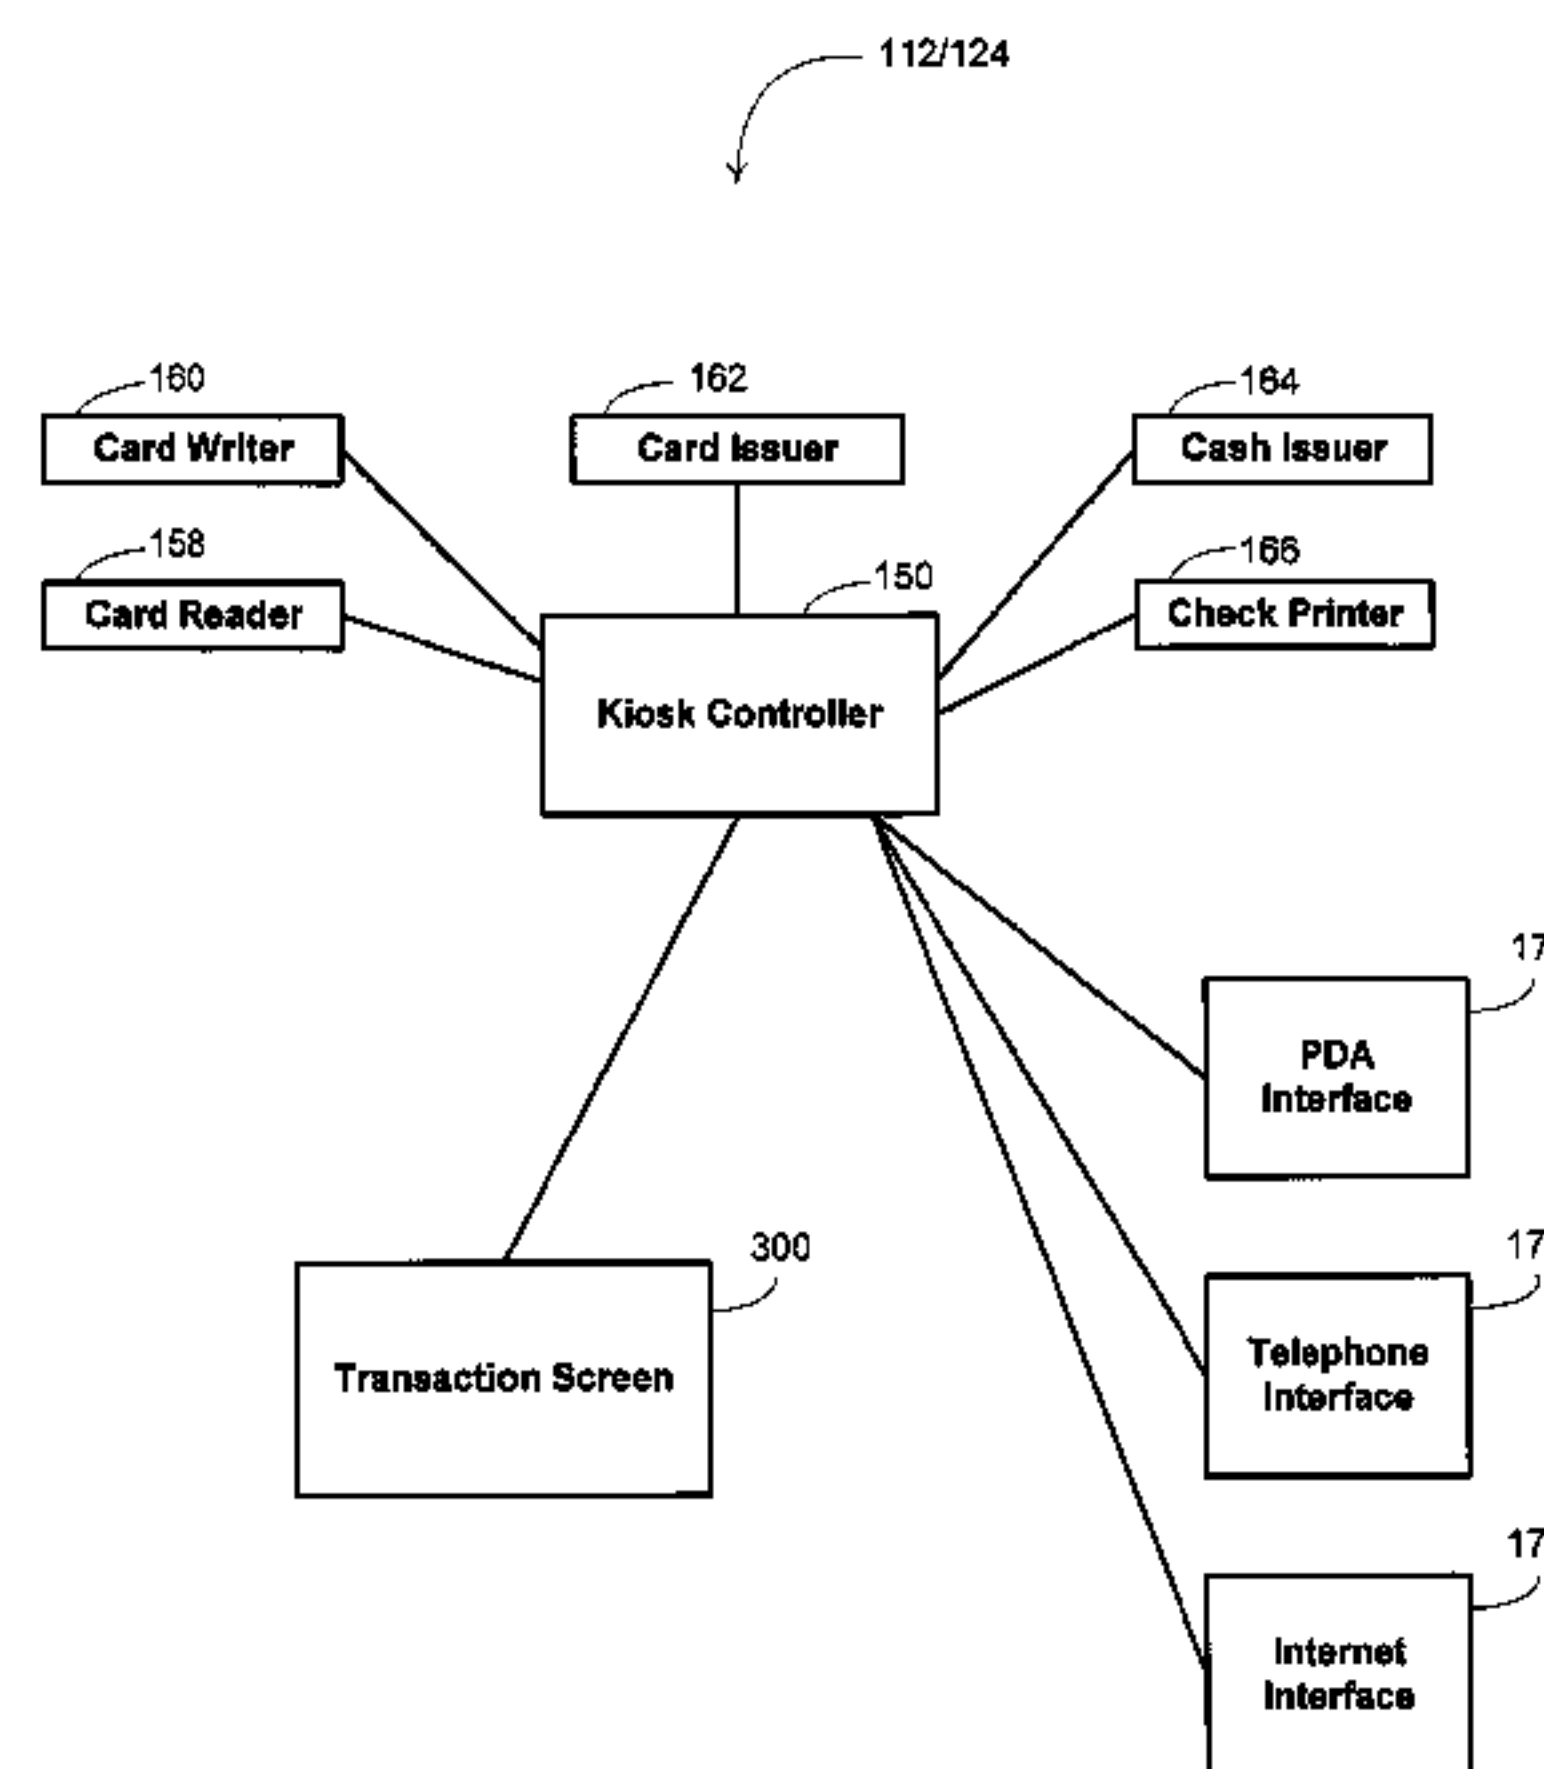 112/124
160
162
164
Card Writer
Card Issuer
Cash Issuer
158
166
150
Card Reader
Check Printer
Kiosk Controller
17
PDA
Interface
300
17
Transaction Screen
Telephone
Interface
17
Internet
Interface